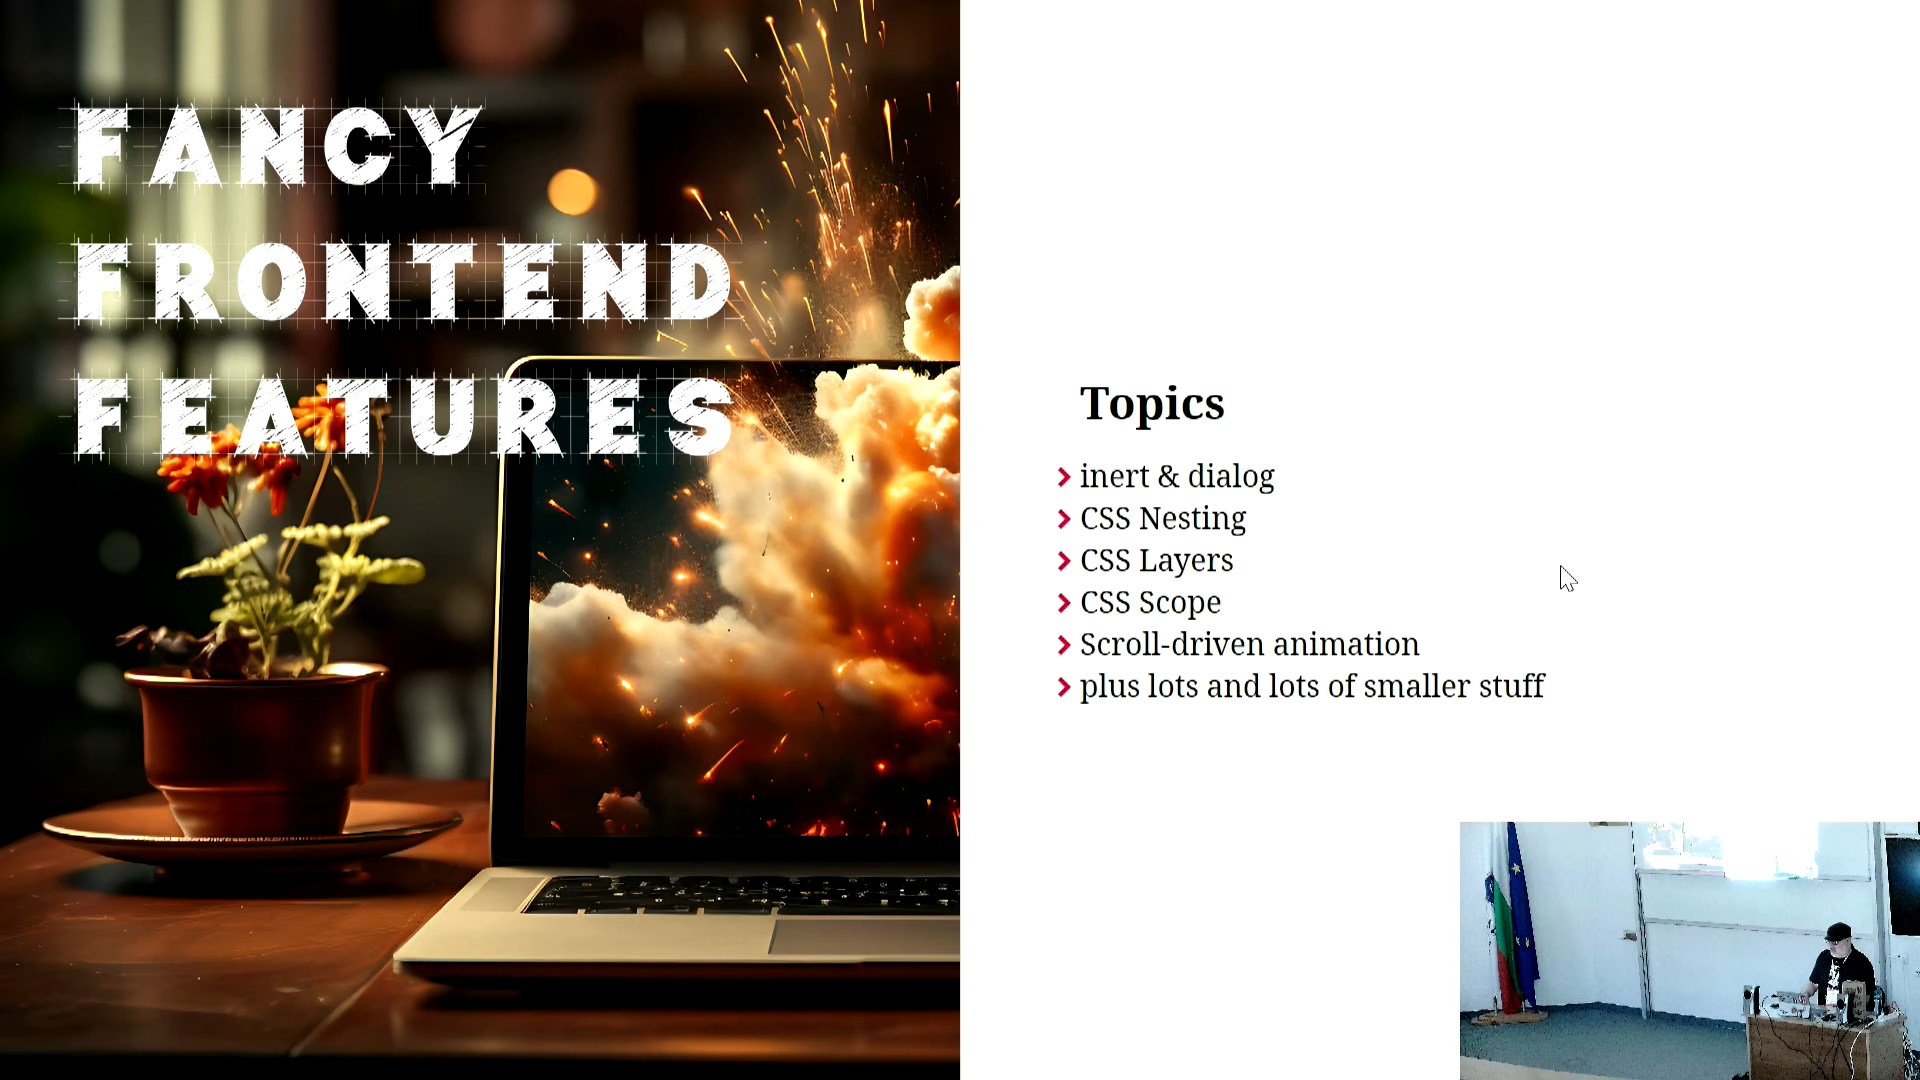 FANCY
FRONTEND
FEATURES
Topics
inert & dialog
CSS Nesting
CSS Layers
CSS Scope
Scroll-driven animation
plus lots and lots of smaller stuff